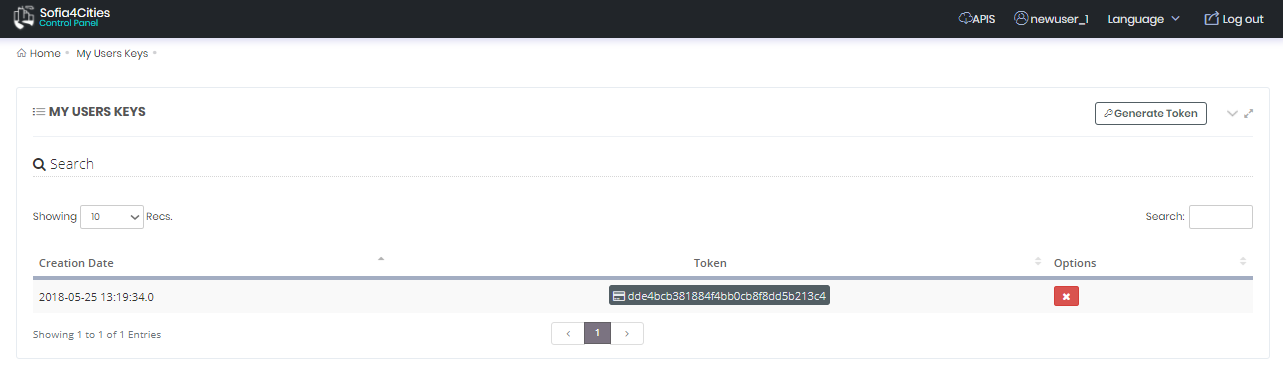 Sofia4Cities
Control Panel
APIS
newuser_1
Language
Log out
Home
My Users Keys
MY USERS KEYS
Generate Token
Search
Showing 10 Recs.
Search:
Creation Date Token Options
2018-05-25 13:19:34.0 dde4bcb381884f4bb0cb8f8dd5b213c4
Showing 1 to 1 of 1 Entries
1